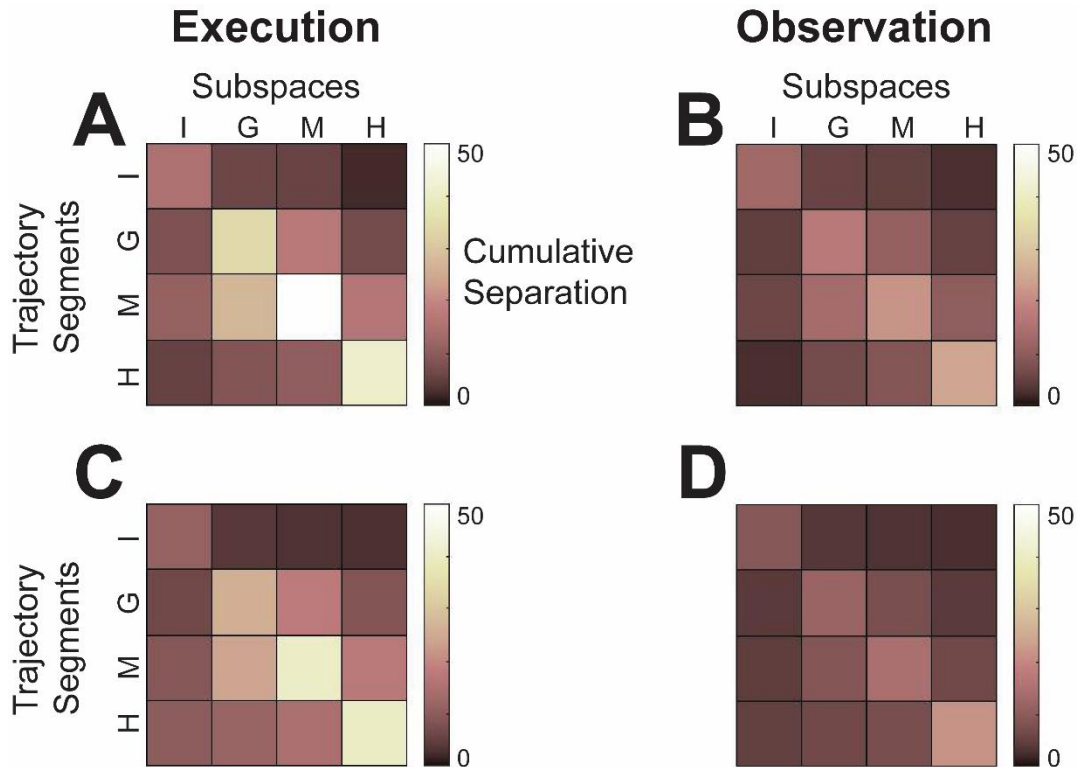 Execution
Observation
A
Subspaces
I G M H
Trajectory
Segments
I
G
M
H
50
0
Cumulative
Separation
B
Subspaces
I G M H
50
0
C
Trajectory
Segments
I
G
M
H
50
0
D
50
0